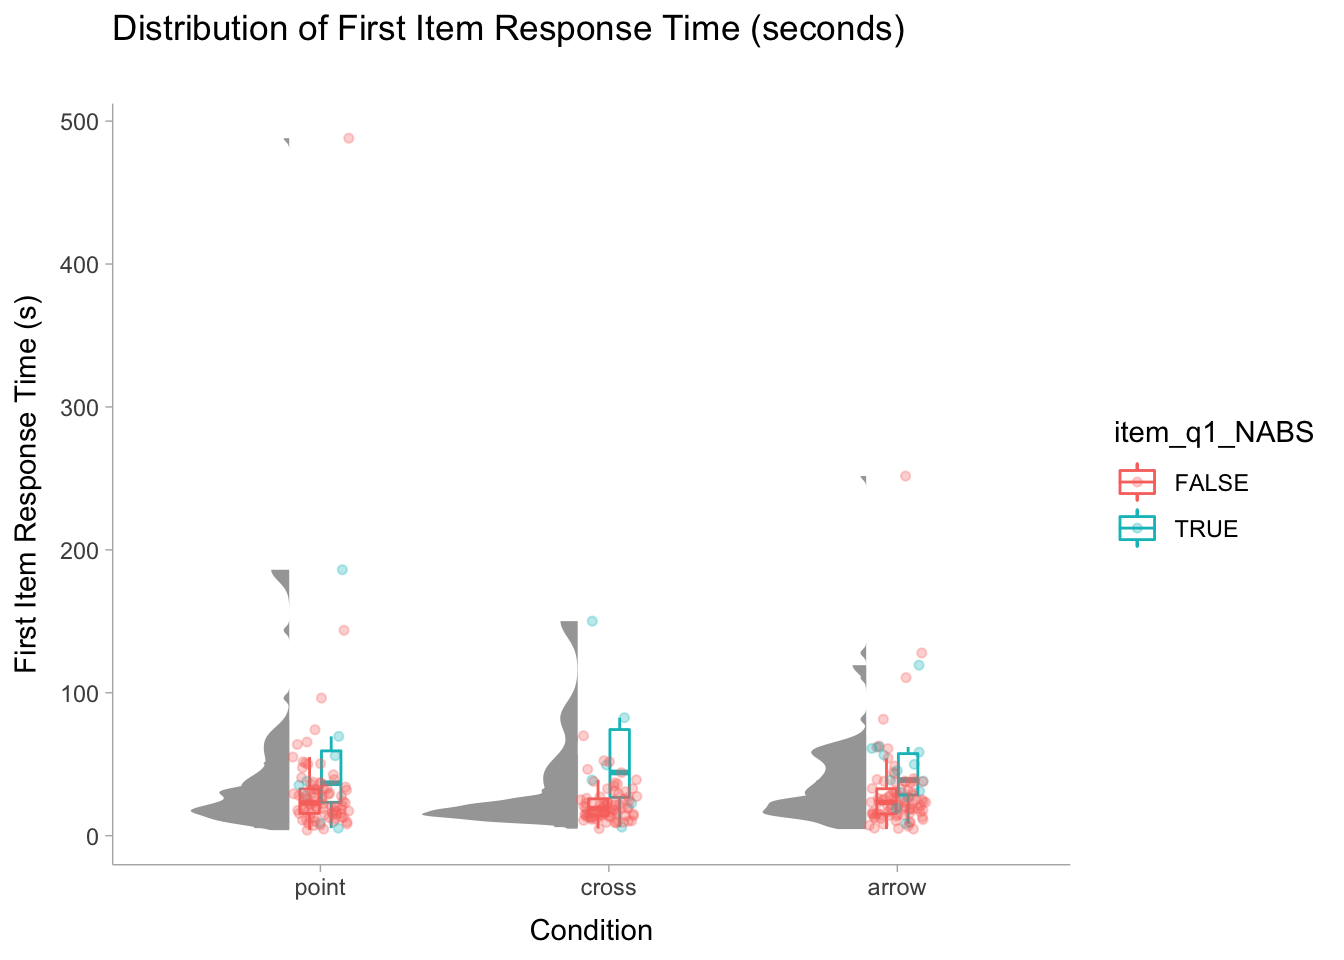 Distribution of First Item Response Time (seconds)
500
400
300
200
100
0
First Item Response Time (s)
point
cross
arrow
Condition
item_q1_NABS
FALSE
TRUE